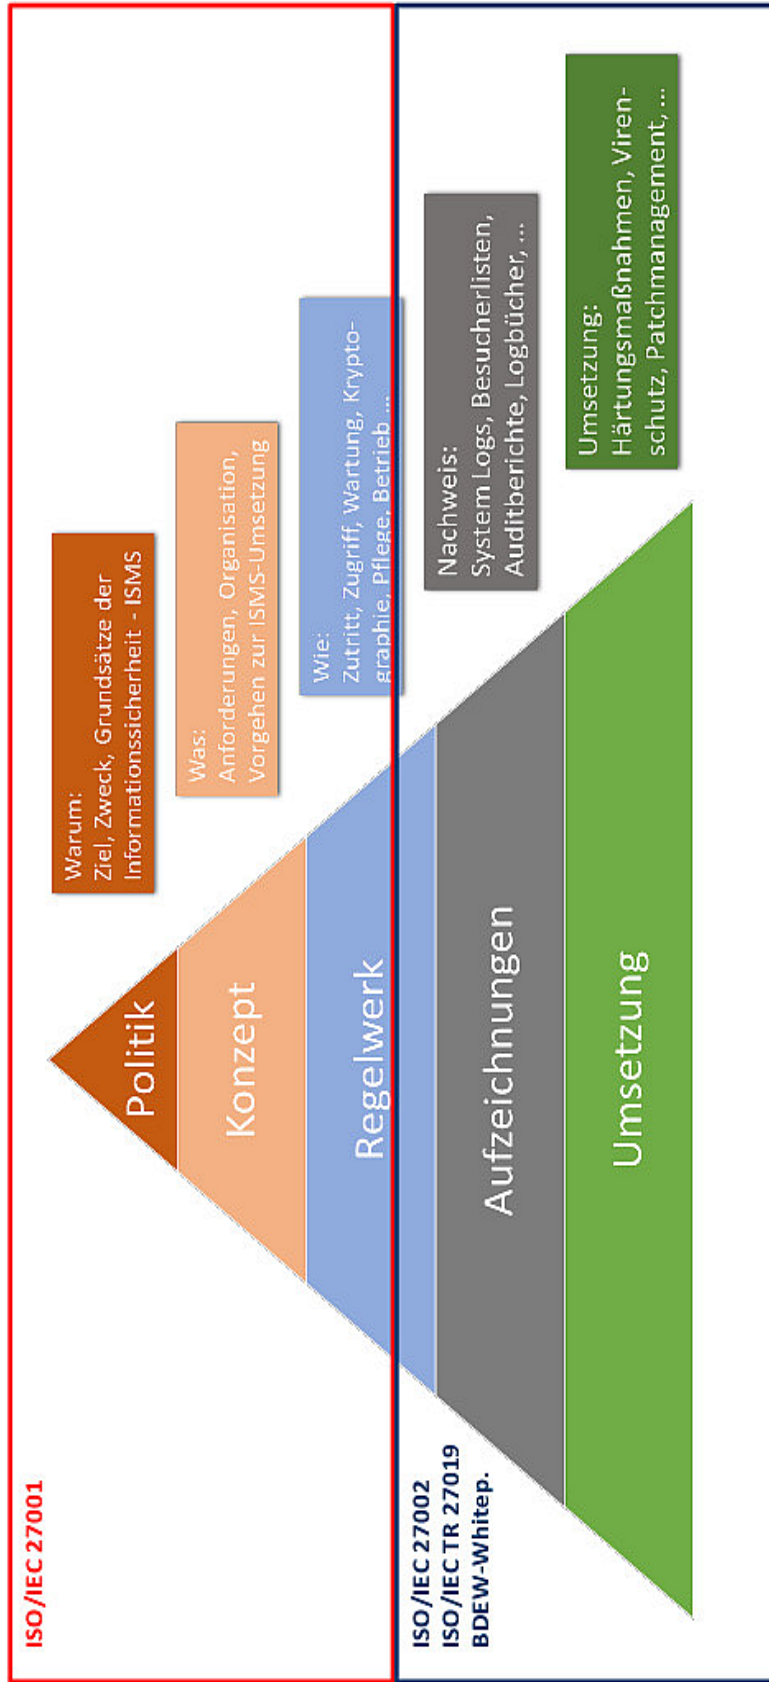 ISO/IEC 27001
Politik
Warum:
Ziel, Zweck, Grundsätze der
Informationssicherheit - ISMS
Konzept
Was:
Anforderungen, Organisation,
Vorgehen zur ISMS-Umsetzung
Regelwerk
Wie:
Zutritt, Zugriff, Wartung, Krypto-
graphie, Pflege, Betrieb ...
ISO/IEC 27002
ISO/IEC TR 27019
BDEW-Whitep.
Aufzeichnungen
Nachweis:
System Logs, Besucherlisten,
Auditberichte, Logbücher, ...
Umsetzung
Umsetzung:
Härtungsmaßnahmen, Viren-
schutz, Patchmanagement, ...